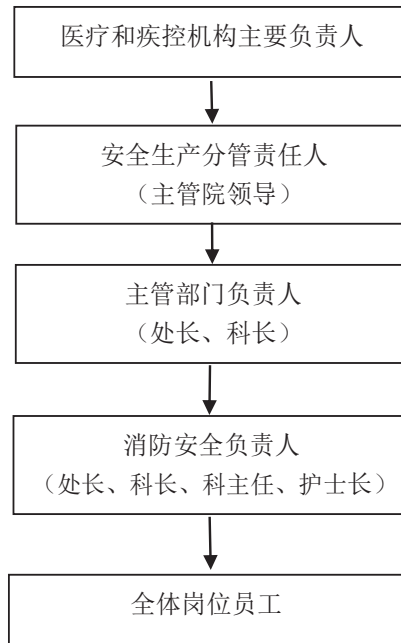 医疗和疾控机构主要负责人
安全生产分管责任人
（主管院领导）
主管部门负责人
（处长、科长）
消防安全负责人
（处长、科长、科主任、护士长）
全体岗位员工